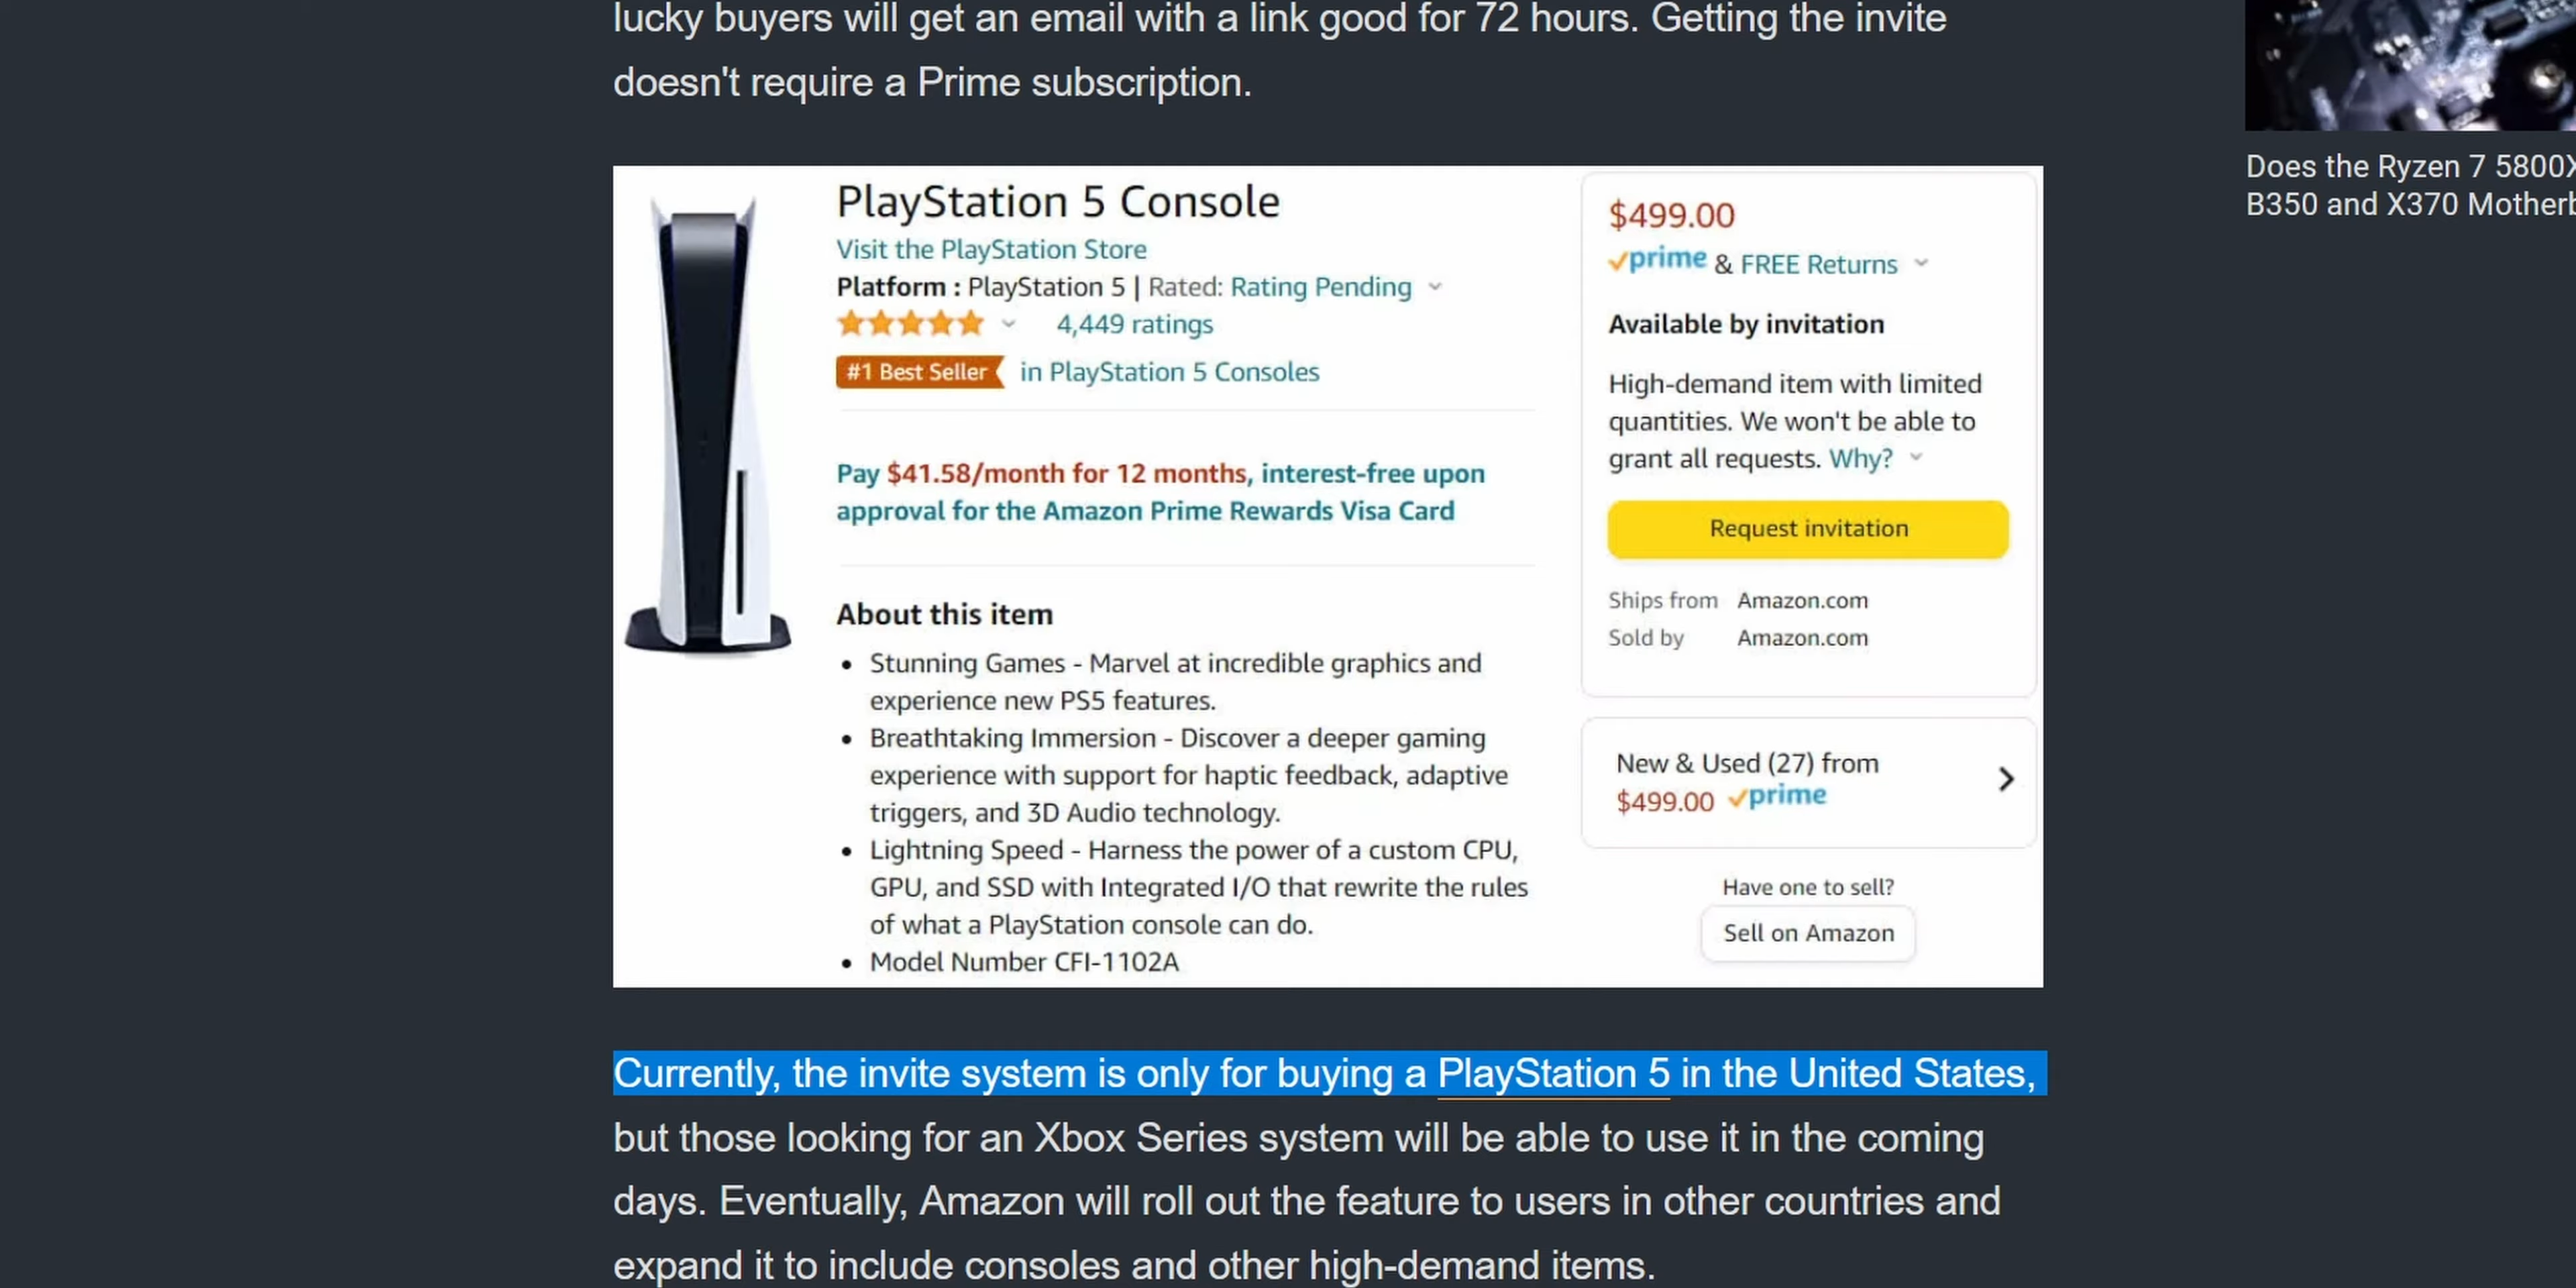 lucky buyers will get an email with a link good for 72 hours. Getting the invite
doesn't require a Prime subscription.
PlayStation 5 Console
Visit the PlayStation Store
Platform : PlayStation 5 | Rated: Rating Pending
4,449 ratings
#1 Best Seller in PlayStation 5 Consoles
Pay $41.58/month for 12 months, interest-free upon
approval for the Amazon Prime Rewards Visa Card
About this item
• Stunning Games - Marvel at incredible graphics and
experience new PS5 features.
• Breathtaking Immersion - Discover a deeper gaming
experience with support for haptic feedback, adaptive
triggers, and 3D Audio technology.
• Lightning Speed - Harness the power of a custom CPU,
GPU, and SSD with Integrated I/O that rewrite the rules
of what a PlayStation console can do.
• Model Number CFI-1102A
$499.00
prime & FREE Returns
Available by invitation
High-demand item with limited
quantities. We won't be able to
grant all requests. Why?
Request invitation
Ships from Amazon.com
Sold by Amazon.com
New & Used (27) from
$499.00 prime
Have one to sell?
Sell on Amazon
Currently, the invite system is only for buying a PlayStation 5 in the United States,
but those looking for an Xbox Series system will be able to use it in the coming
days. Eventually, Amazon will roll out the feature to users in other countries and
expand it to include consoles and other high-demand items.
Does the Ryzen 7 5800X
B350 and X370 Motherb